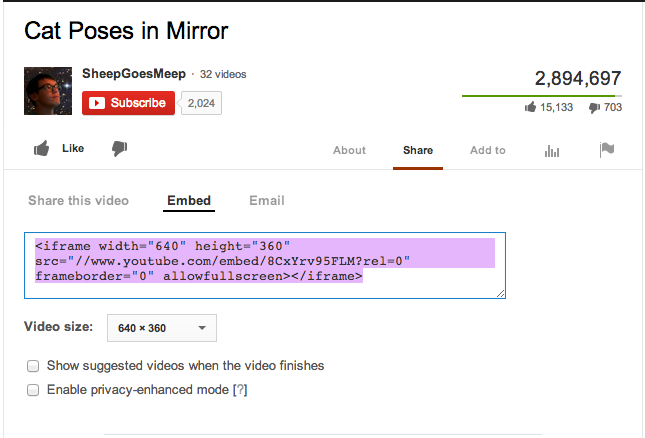 Cat Poses in Mirror
SheepGoesMeep · 32 videos
Subscribe 2,024
2,894,697
15,133 703
Like
About Share Add to
Share this video Embed Email
<iframe width="640" height="360"
src="//www.youtube.com/embed/8CxYrv95FLM?rel=0"
frameborder="0" allowfullscreen></iframe>
Video size: 640 × 360
Show suggested videos when the video finishes
Enable privacy-enhanced mode [?]